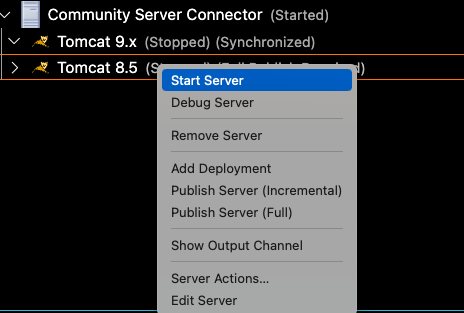 Community Server Connector (Started)
Tomcat 9.x (Stopped) (Synchronized)
Tomcat 8.5
Start Server
Debug Server
Remove Server
Add Deployment
Publish Server (Incremental)
Publish Server (Full)
Show Output Channel
Server Actions...
Edit Server